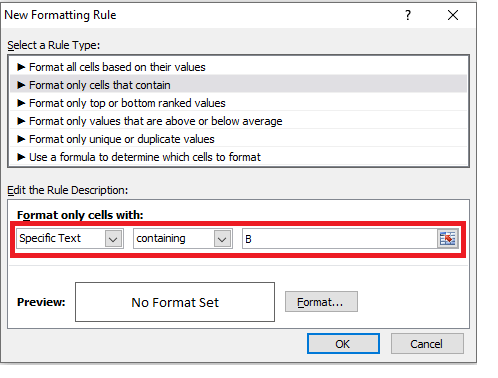 New Formatting Rule ? ×
Select a Rule Type:
► Format all cells based on their values
► Format only cells that contain
► Format only top or bottom ranked values
► Format only values that are above or below average
► Format only unique or duplicate values
► Use a formula to determine which cells to format
Edit the Rule Description:
Format only cells with:
Specific Text containing B
Preview: No Format Set Format...
OK Cancel